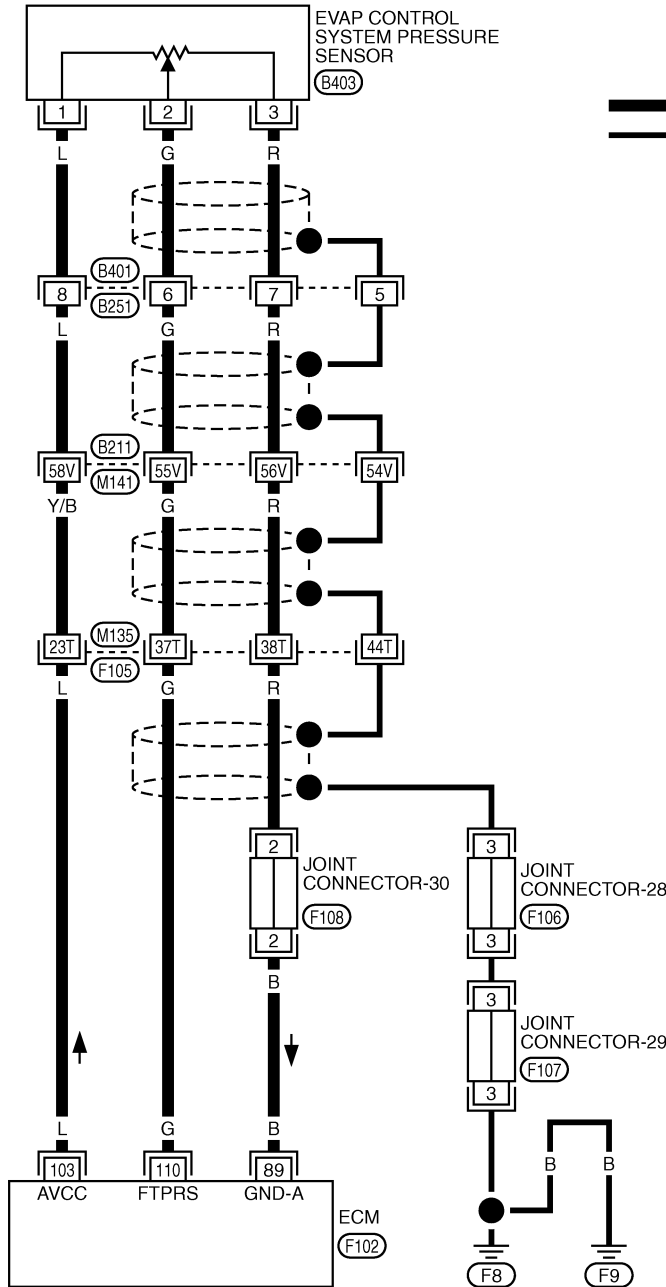 EVAP CONTROL
SYSTEM PRESSURE
SENSOR
B403
1 2 3
L G R
B401
8 6 7 5
B251
L G R
B211
58V 55V 56V 54V
M141
Y/B G R
M135
23T 37T 38T 44T
F105
L G R
2
JOINT
CONNECTOR-30
F108
2
B
3
JOINT
CONNECTOR-28
F106
3
3
JOINT
CONNECTOR-29
F107
3
L G B
B B
103 110 89
AVCC FTPRS GND-A
ECM
F102
F8 F9